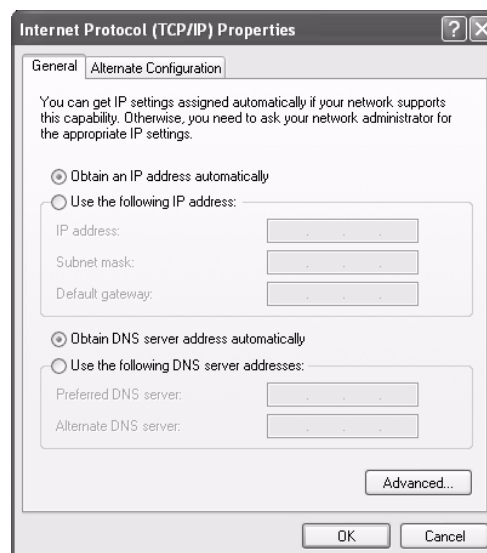 Internet Protocol (TCP/IP) Properties
General
Alternate Configuration
You can get IP settings assigned automatically if your network supports
this capability. Otherwise, you need to ask your network administrator for
the appropriate IP settings.
Obtain an IP address automatically
Use the following IP address:
IP address:
Subnet mask:
Default gateway:
Obtain DNS server address automatically
Use the following DNS server addresses:
Preferred DNS server:
Alternate DNS server:
Advanced...
OK
Cancel